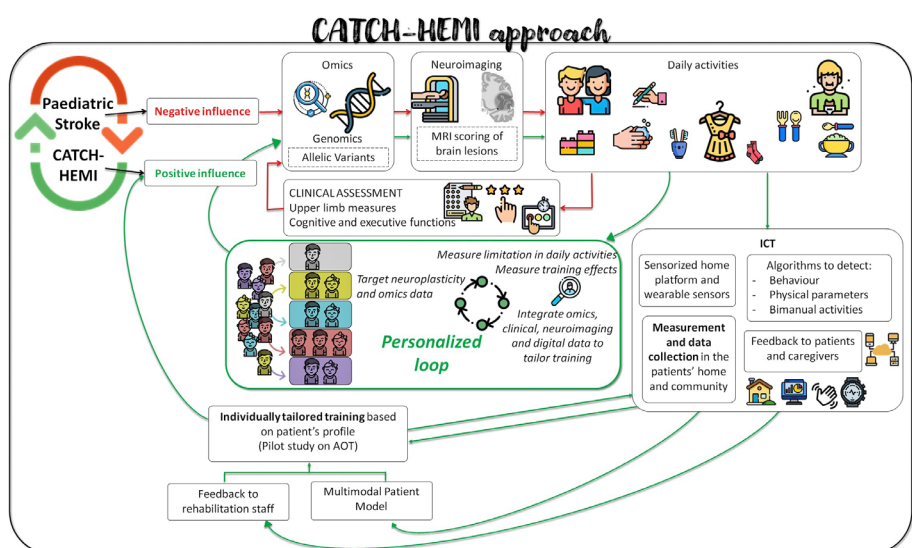 CATCH-HEMI approach
Paediatric
Stroke
CATCH-
HEMI
Negative influence
Positive influence
Omics
Genomics
Allelic Variants
Neuroimaging
MRI scoring of
brain lesions
Daily activities
CLINICAL ASSESSMENT
Upper limb measures
Cognitive and executive functions
Target neuroplasticity
and omics data
Measure limitation in daily activities
Measure training effects
Integrate omics,
clinical, neuroimaging
and digital data to
tailor training
Personalized
loop
ICT
Sensorized home
platform and
wearable sensors
Algorithms to detect:
- Behaviour
- Physical parameters
- Bimanual activities
Measurement
and data
collection in the
patients' home
and community
Feedback to patients
and caregivers
Individually tailored training based
on patient's profile
(Pilot study on AOT)
Feedback to
rehabilitation staff
Multimodal Patient
Model